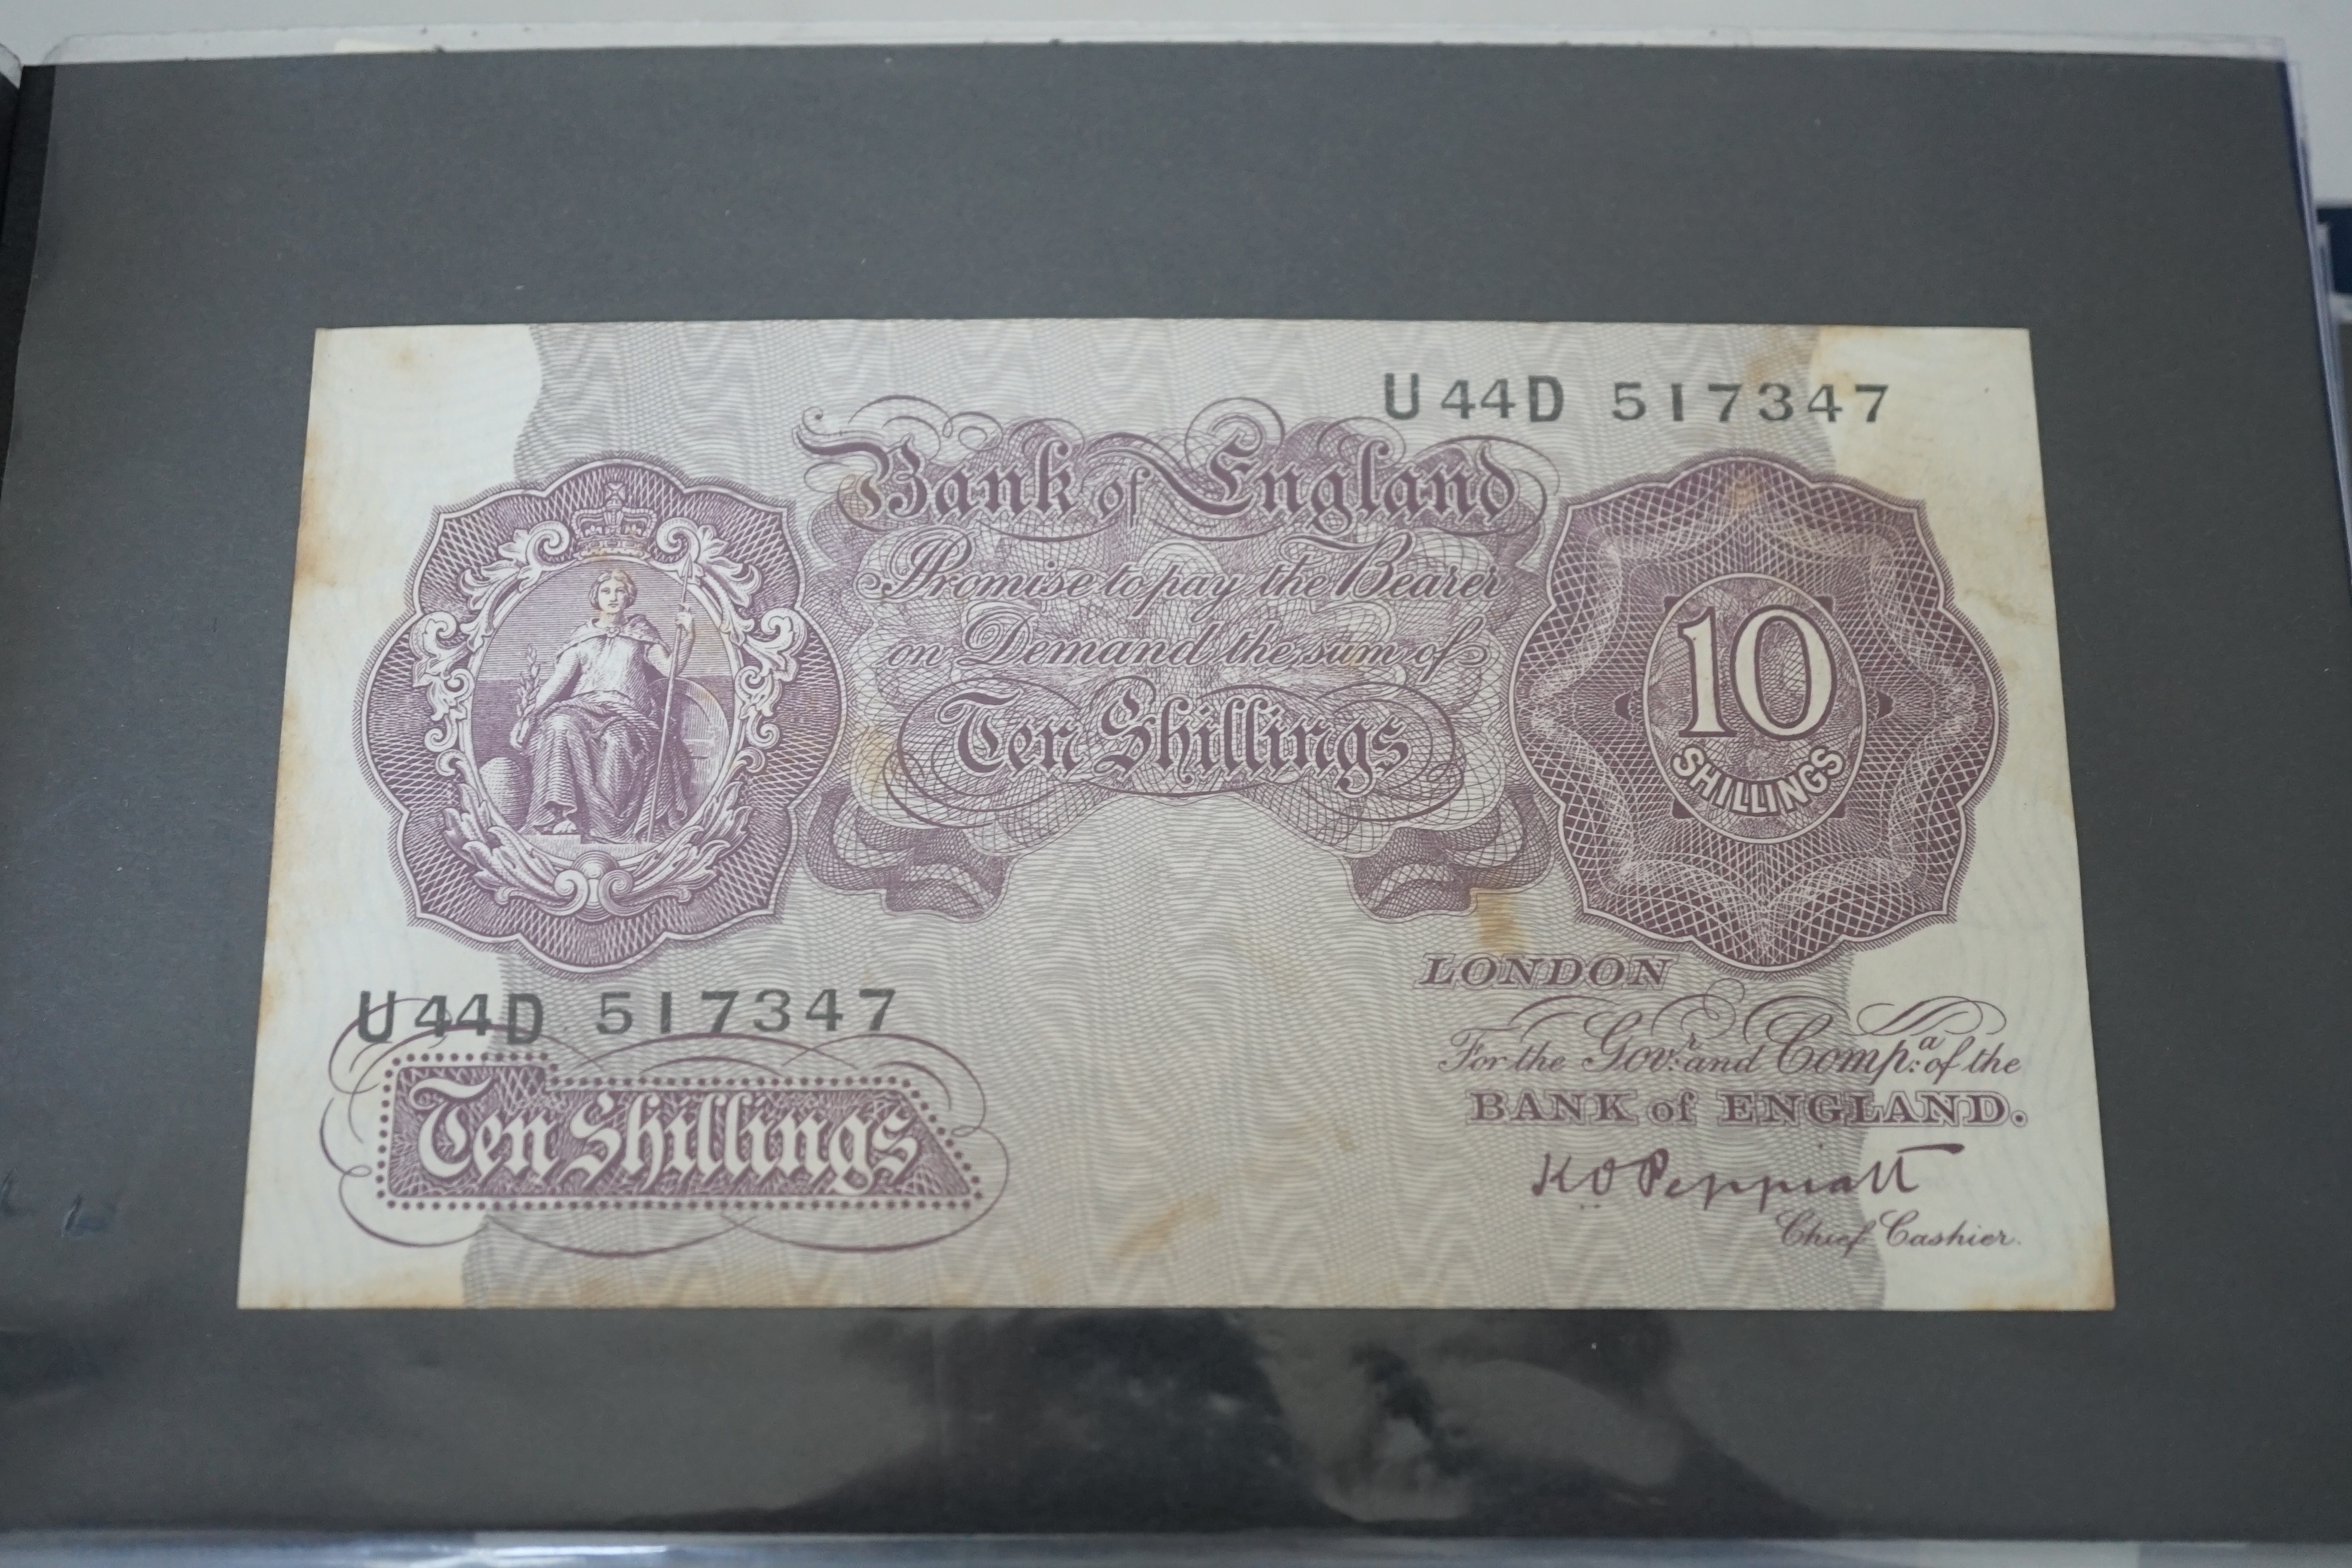 U44D 517347
Bank of England
Promise to pay the Bearer
on Demand the sum of
Ten Shillings
10
SHILLINGS
LONDON
For the Govr. and Compa. of the
BANK of ENGLAND.
K O Peppiatt
Chief Cashier.
U44D 517347
Ten Shillings